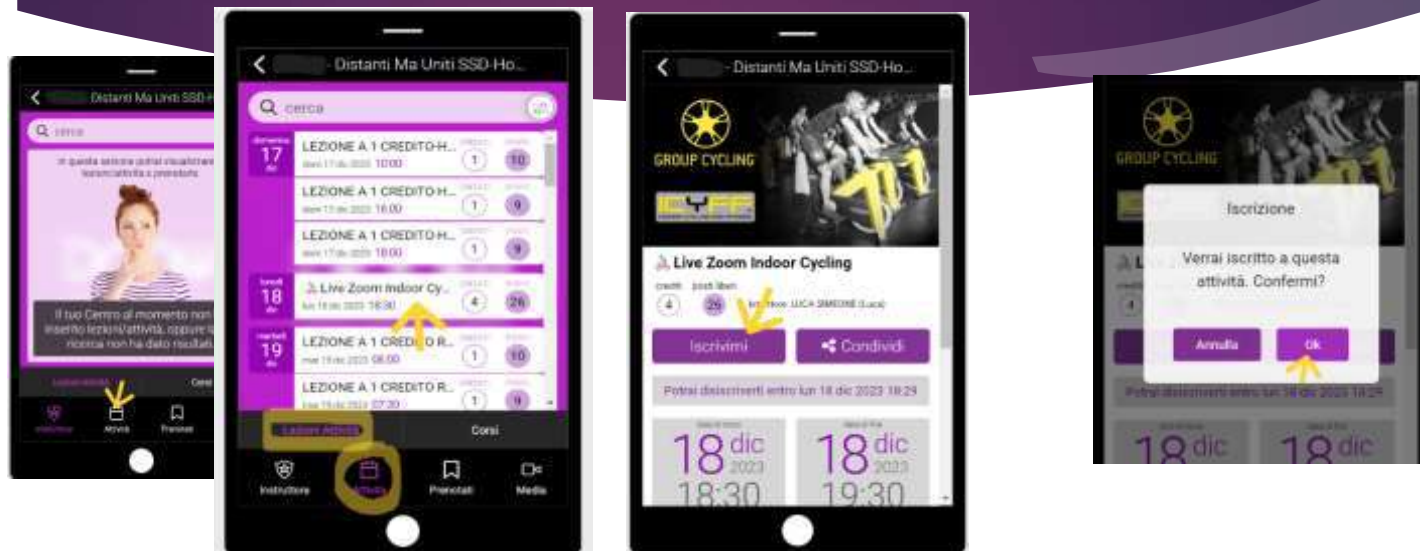 Distanti Ma Uniti SSD-H
cerca
In questa sezione potrai visualizzare
lezioni/attività e prenotarle
Il tuo Centro al momento non
inserito lezioni/attività, oppure la
ricerca non ha dato risultati
Lezioni Attività Corsi
Instruttore Attività Prenotati
- Distanti Ma Uniti SSD-Ho...
cerca
domenica
17
dic
LEZIONE A 1 CREDITO-H...
dom 17 dic 2023 10:00
1 10
LEZIONE A 1 CREDITO H...
dom 17 dic 2023 16:00
1 9
LEZIONE A 1 CREDITO-H...
dom 17 dic 2023 18:00
1 9
lunedì
18
dic
Live Zoom Indoor Cy...
lun 18 dic 2023 18:30
4 26
martedì
19
dic
LEZIONE A 1 CREDITO R...
mar 19 dic 2023 06:00
1 10
LEZIONE A 1 CREDITO R...
mar 19 dic 2023 07:30
1 9
Lezioni Attività Corsi
Instruttore Attività Prenotati Media
- Distanti Ma Uniti SSD-Ho...
GROUP CYCLING
Live Zoom Indoor Cycling
crediti posti liberi
4 26 LUCA SIMEONE (Luca)
Iscrivimi Condividi
Potrai disiscriverti entro lun 18 dic 2023 18:29
18 dic 2023 18 dic 2023
18:30 19:30
GROUP CYCLING
Iscrizione
Verrai iscritto a questa
attività. Confermi?
Annulla Ok
4
Potrai disiscriverti entro lun 18 dic 2023 18:29
18 dic 18 dic